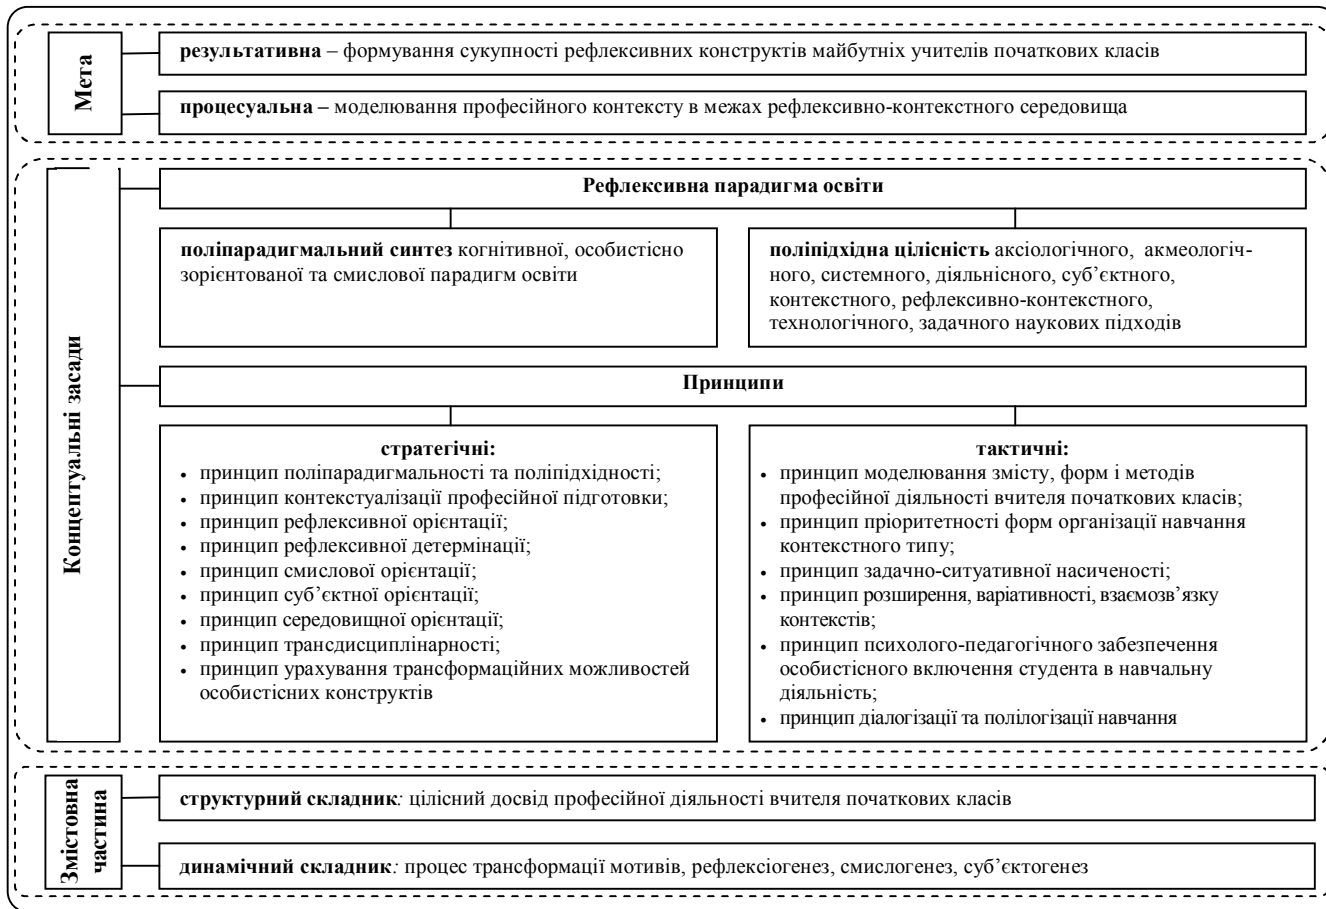 Мета
результативна – формування сукупності рефлексивних конструктів майбутніх учителів початкових класів
процесуальна – моделювання професійного контексту в межах рефлексивно-контекстного середовища
Концептуальні засади
Рефлексивна парадигма освіти
поліпарадигмальний синтез когнітивної, особистісно
зорієнтованої та смислової парадигм освіти
поліпідхідна цілісність аксіологічного, акмеологіч-
ного, системного, діяльнісного, суб’єктного,
контекстного, рефлексивно-контекстного,
технологічного, задачного наукових підходів
Принципи
стратегічні:
• принцип поліпарадигмальності та поліпідхідності;
• принцип контекстуалізації професійної підготовки;
• принцип рефлексивної орієнтації;
• принцип рефлексивної детермінації;
• принцип смислової орієнтації;
• принцип суб’єктної орієнтації;
• принцип середовищної орієнтації;
• принцип трансдисциплінарності;
• принцип урахування трансформаційних можливостей
особистісних конструктів
тактичні:
• принцип моделювання змісту, форм і методів
професійної діяльності вчителя початкових класів;
• принцип пріоритетності форм організації навчання
контекстного типу;
• принцип задачно-ситуативної насиченості;
• принцип розширення, варіативності, взаємозв’язку
контекстів;
• принцип психолого-педагогічного забезпечення
особистісного включення студента в навчальну
діяльність;
• принцип діалогізації та полілогізації навчання
Змістовна
частина
структурний складник: цілісний досвід професійної діяльності вчителя початкових класів
динамічний складник: процес трансформації мотивів, рефлексіогенез, смислогенез, суб’єктогенез